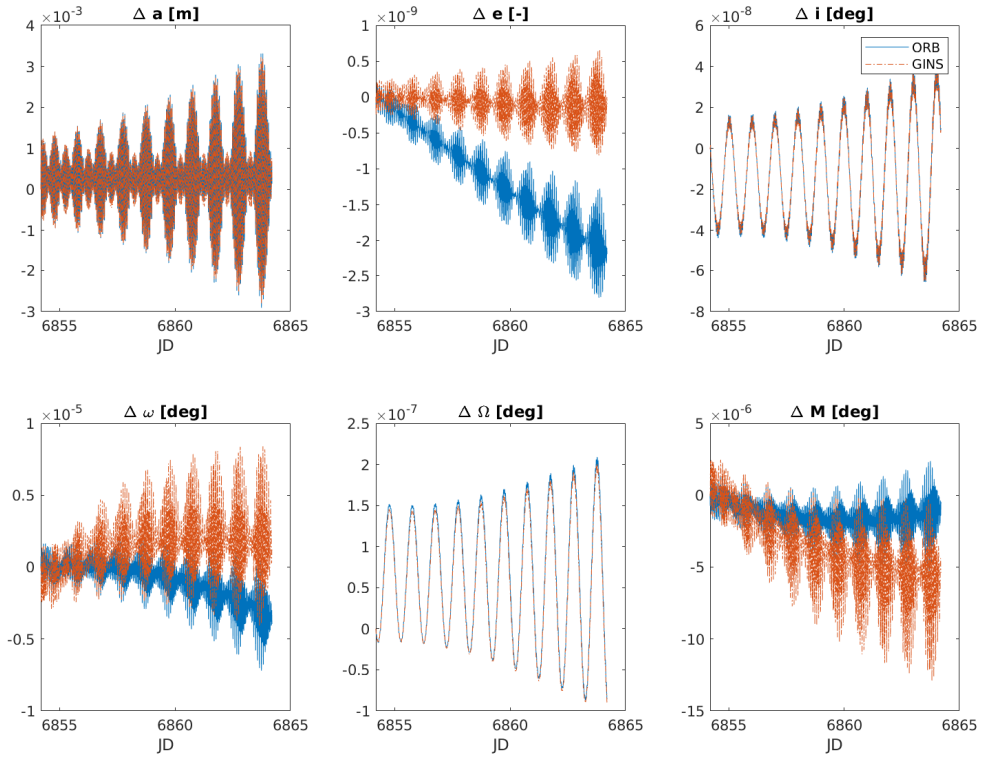 Δ a [m]
×10-3
4
3
2
1
0
-1
-2
-3
6855 6860 6865
JD
Δ e [-]
×10-9
1
0.5
0
-0.5
-1
-1.5
-2
-2.5
-3
6855 6860 6865
JD
Δ i [deg]
×10-8
6
4
2
0
-2
-4
-6
-8
6855 6860 6865
JD
ORB
GINS
Δ ω [deg]
×10-5
1
0.5
0
-0.5
-1
6855 6860 6865
JD
Δ Ω [deg]
×10-7
2.5
2
1.5
1
0.5
0
-0.5
1
6855 6860 6865
JD
Δ M [deg]
×10-6
5
0
-5
-10
-15
6855 6860 6865
JD